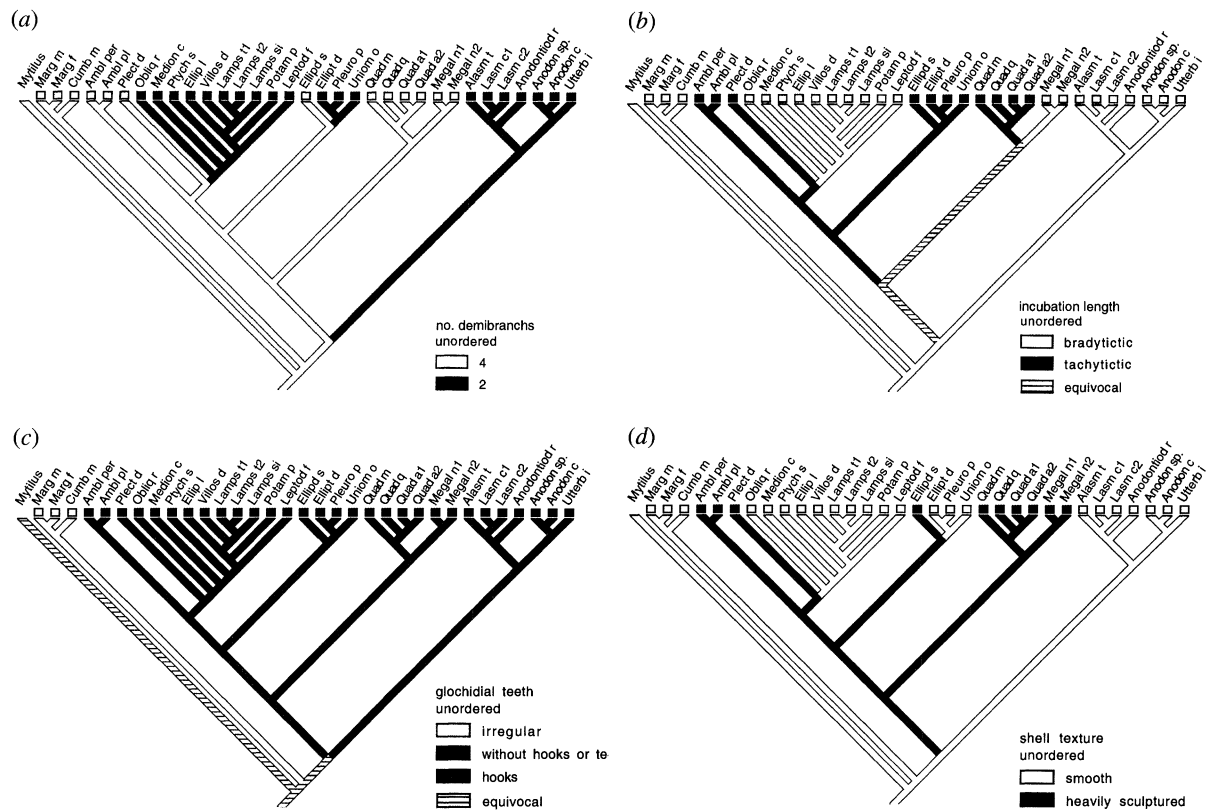 (a)
Mytilus
Marg m
Marg f
Cumb m
Ambl per
Ambl pl
Plect d
Obliq r
Medion c
Ptych s
Ellip l
Villos d
Lamps t1
Lamps t2
Lamps si
Potam p
Leptod f
Ellipd s
Ellipt d
Pleuro p
Uniom o
Quad m
Quad q
Quad a1
Quad a2
Megal n1
Megal n2
Alasm t
Lasm c1
Lasm c2
Anodontiod r
Anodon sp.
Anodon c
Utterb i
no. demibranchs
unordered
4
2
(b)
Mytilus
Marg m
Marg f
Cumb m
Ambl per
Ambl pl
Plect d
Obliq r
Medion c
Ptych s
Ellip l
Villos d
Lamps t1
Lamps t2
Lamps si
Potam p
Leptod f
Ellipd s
Ellipt d
Pleuro p
Uniom o
Quad m
Quad q
Quad a1
Quad a2
Megal n1
Megal n2
Alasm t
Lasm c1
Lasm c2
Anodontiod r
Anodon sp.
Anodon c
Utterb i
incubation length
unordered
bradytictic
tachytictic
equivocal
(c)
Mytilus
Marg m
Marg f
Cumb m
Ambl per
Ambl pl
Plect d
Obliq r
Medion c
Ptych s
Ellip l
Villos d
Lamps t1
Lamps t2
Lamps si
Potam p
Leptod f
Ellipd s
Ellipt d
Pleuro p
Uniom o
Quad m
Quad q
Quad a1
Quad a2
Megal n1
Megal n2
Alasm t
Lasm c1
Lasm c2
Anodontiod r
Anodon sp.
Anodon c
Utterb i
glochidial teeth
unordered
irregular
without hooks or te
hooks
equivocal
(d)
Mytilus
Marg m
Marg f
Cumb m
Ambl per
Ambl pl
Plect d
Obliq r
Medion c
Ptych s
Ellip l
Villos d
Lamps t1
Lamps t2
Lamps si
Potam p
Leptod f
Ellipd s
Ellipt d
Pleuro p
Uniom o
Quad m
Quad q
Quad a1
Quad a2
Megal n1
Megal n2
Alasm t
Lasm c1
Lasm c2
Anodontiod r
Anodon sp.
Anodon c
Utterb i
shell texture
unordered
smooth
heavily sculptured